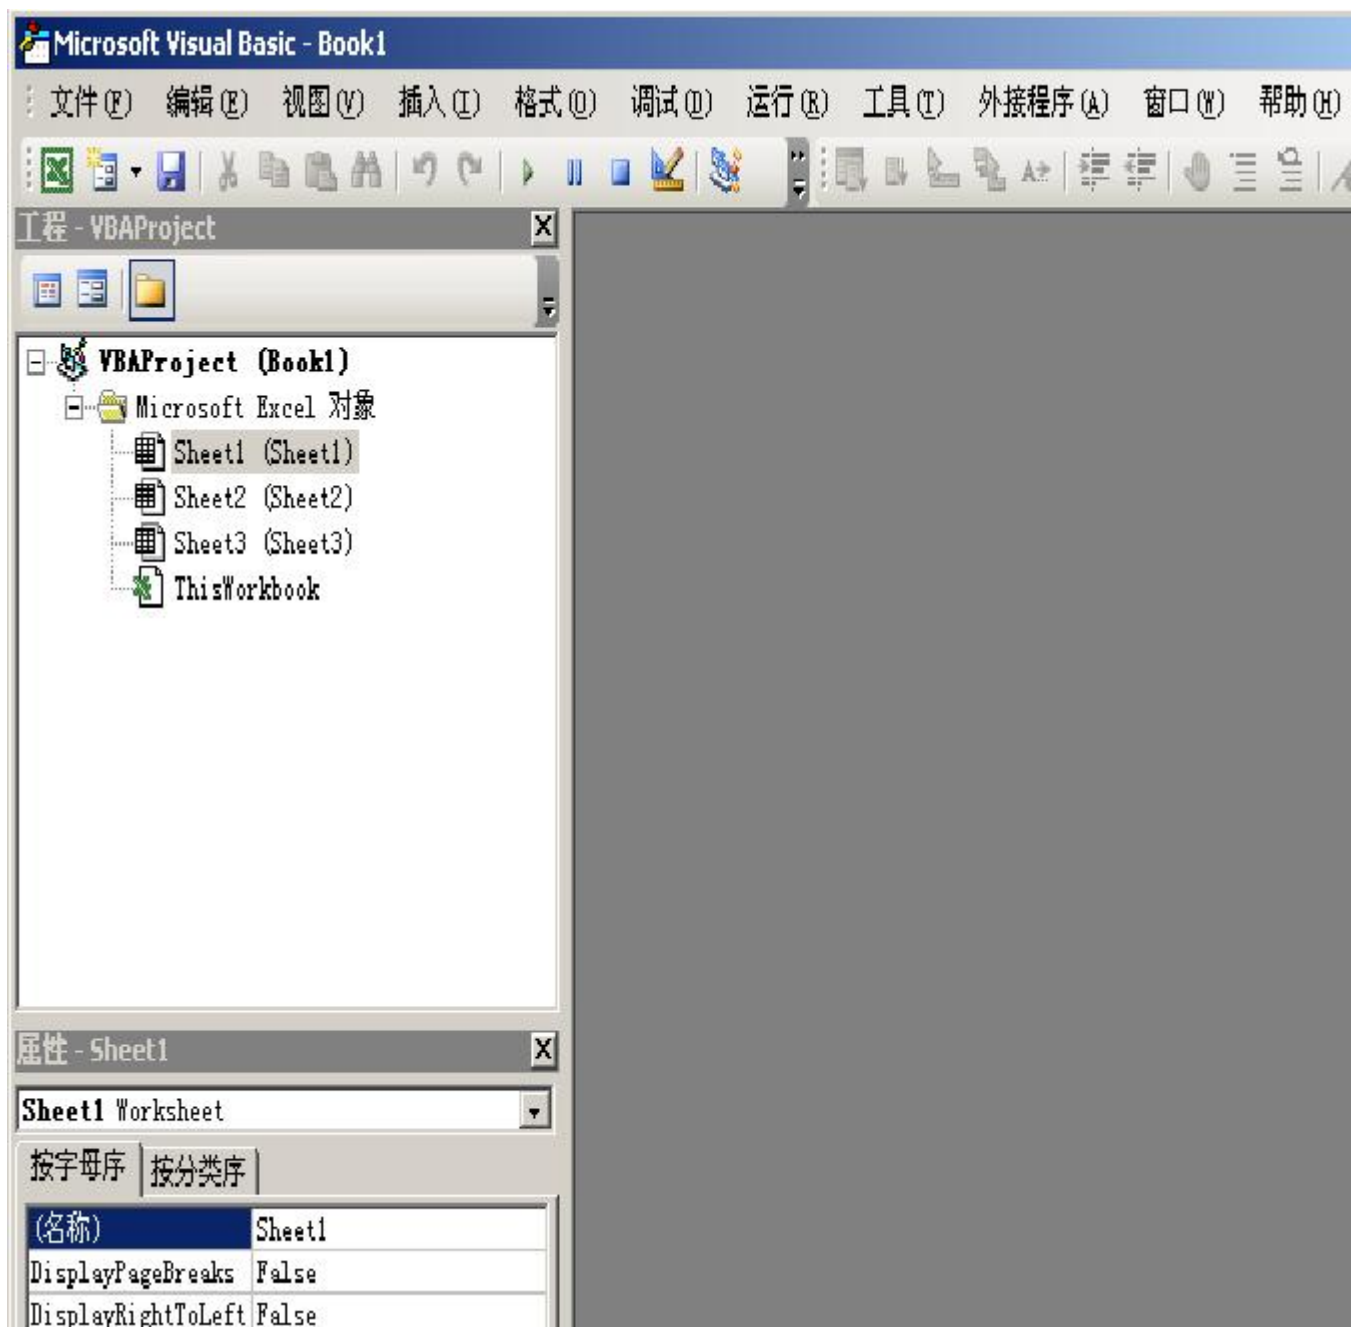 Microsoft Visual Basic - Book1
文件(F) 编辑(E) 视图(V) 插入(I) 格式(O) 调试(D) 运行(R) 工具(T) 外接程序(A) 窗口(W) 帮助(H)
工程 - VBAProject
VBAProject (Book1)
Microsoft Excel 对象
Sheet1 (Sheet1)
Sheet2 (Sheet2)
Sheet3 (Sheet3)
ThisWorkbook
属性 - Sheet1
Sheet1 Worksheet
按字母序 按分类序
(名称) Sheet1
DisplayPageBreaks False
DisplayRightToLeft False